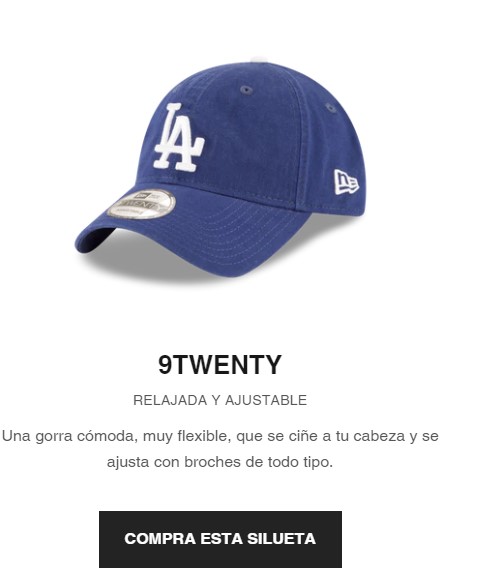 LA
9TWENTY
RELAJADA Y AJUSTABLE
Una gorra cómoda, muy flexible, que se ciñe a tu cabeza y se
ajusta con broches de todo tipo.
COMPRA ESTA SILUETA